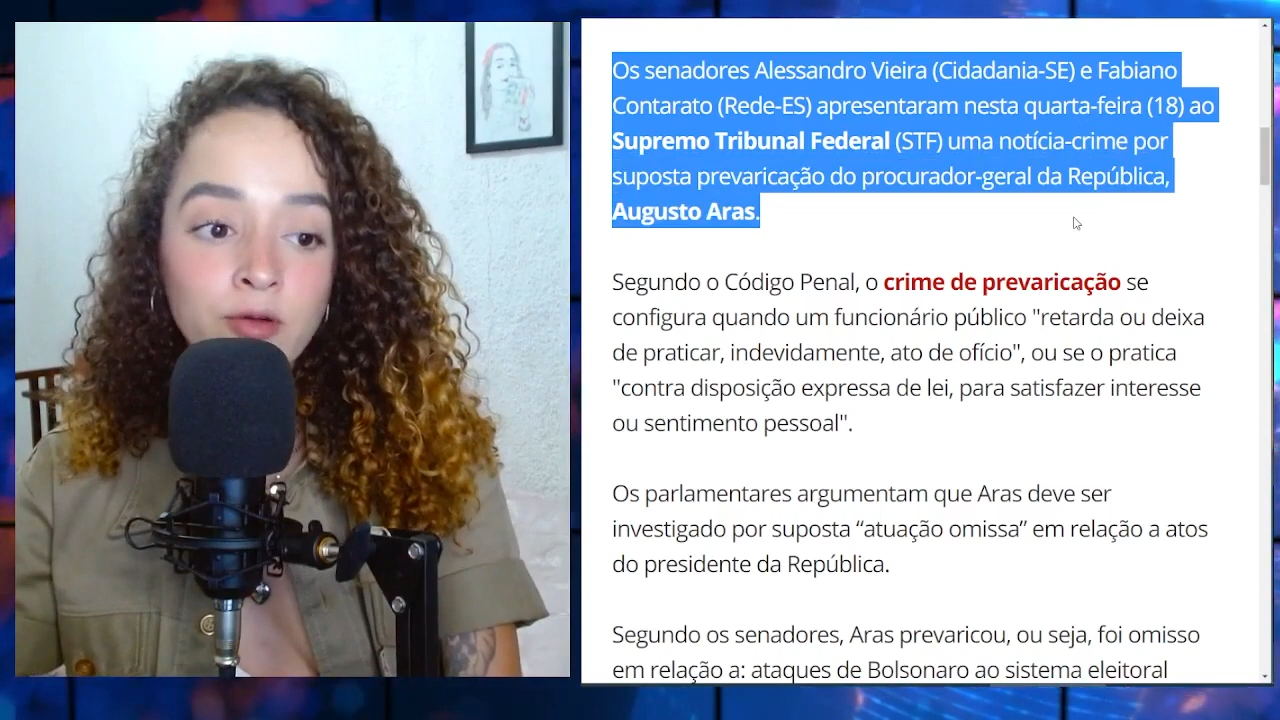 Os senadores Alessandro Vieira (Cidadania-SE) e Fabiano
Contarato (Rede-ES) apresentaram nesta quarta-feira (18) ao
Supremo Tribunal Federal (STF) uma notícia-crime por
suposta prevaricação do procurador-geral da República,
Augusto Aras.
Segundo o Código Penal, o crime de prevaricação se
configura quando um funcionário público "retarda ou deixa
de praticar, indevidamente, ato de ofício", ou se o pratica
"contra disposição expressa de lei, para satisfazer interesse
ou sentimento pessoal".
Os parlamentares argumentam que Aras deve ser
investigado por suposta “atuação omissa” em relação a atos
do presidente da República.
Segundo os senadores, Aras prevaricou, ou seja, foi omisso
em relação a: ataques de Bolsonaro ao sistema eleitoral